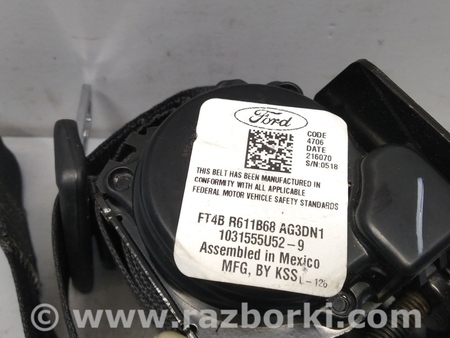 Ford
CODE
4706
DATE
216070
S/N:0518
THIS BELT HAS BEEN MANUFACTURED IN
CONFORMITY WITH ALL APPLICABLE
FEDERAL MOTOR VEHICLE SAFETY STANDARDS
FT4B R611B68 AG3DN1
1031555U52-9
Assembled in Mexico
MFG, BY KSS
www.razborki.com